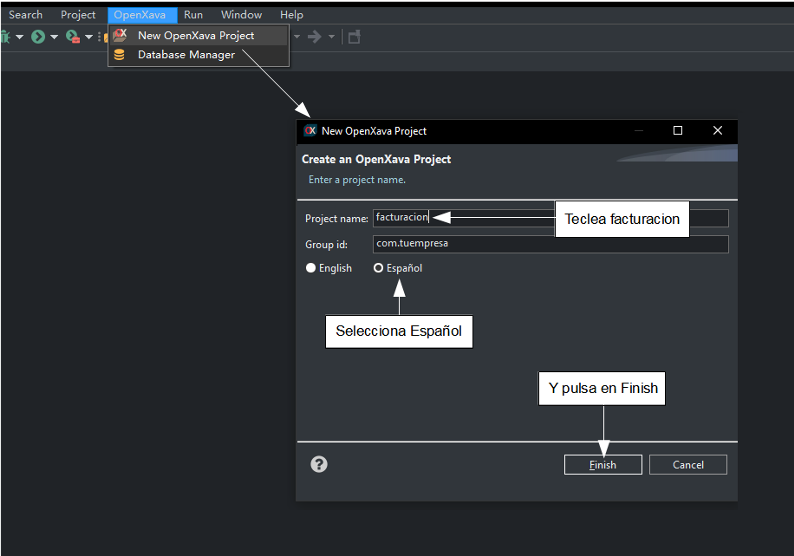 Search Project OpenXava Run Window Help
New OpenXava Project
Database Manager
New OpenXava Project
Create an OpenXava Project
Enter a project name.
Project name: facturacion
Teclea facturacion
Group id: com.tuempresa
English Español
Selecciona Español
Y pulsa en Finish
Finish Cancel